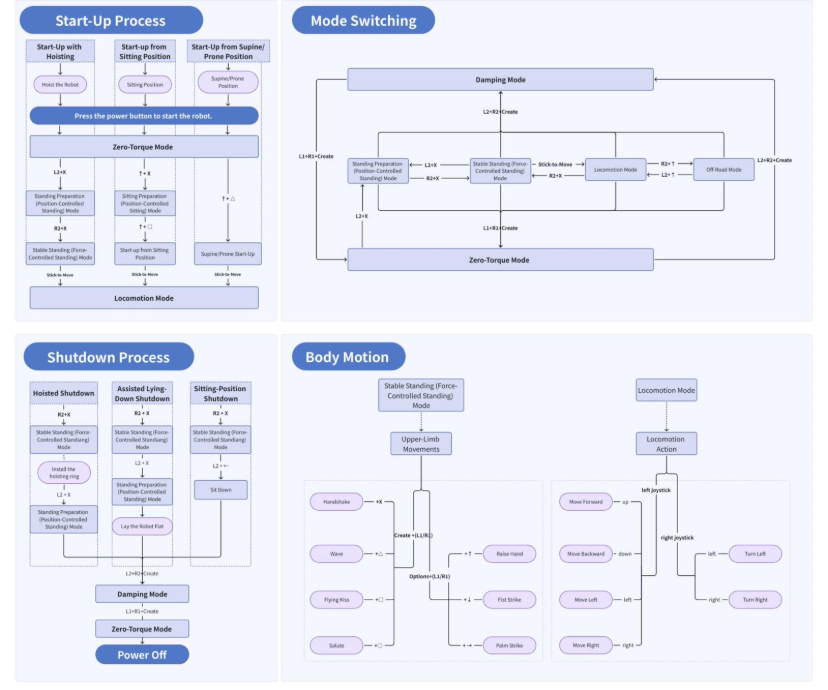 Start-Up Process
Start-Up with
Hoisting
Start-up from
Sitting Position
Start-Up from Supine/
Prone Position
Hoist the Robot
Sitting Position
Supine/Prone
Position
Press the power button to start the robot.
Zero-Torque Mode
L2+X
↑ + X
↑ + △
Standing Preparation
(Position-Controlled
Standing) Mode
Sitting Preparation
(Position-Controlled
Sitting) Mode
R2+X
↑ + □
Stable Standing (Force-
Controlled Standing) Mode
Start-up from Sitting
Position
Supine/Prone Start-Up
Stick-to Move
Stick-to Move
Stick-to Move
Locomotion Mode
Mode Switching
Damping Mode
L2+R2+Create
L1+R1+Create
L2+R2+Create
Standing Preparation
(Position-Controlled
Standing) Mode
L2+X
R2+X
Stable Standing (Force-
Controlled Standing)
Mode
Stick-to-Move
R2+X
Locomotion Mode
R2+ ↑
L2+ ↑
Off-Road Mode
L2+X
L1+R1+Create
Zero-Torque Mode
Shutdown Process
Hoisted Shutdown
Assisted Lying-
Down Shutdown
Sitting-Position
Shutdown
R2+X
R2 + X
R2 + X
Stable Standing (Force-
Controlled Standiang)
Mode
Stable Standing (Force-
Controlled Standing)
Mode
Stable Standing (Force-
Controlled Standing)
Mode
Install the
hoisting ring
L2 + X
L2 + ←
L2 + X
Standing Preparation
(Position-Controlled
Standing) Mode
Sit Down
Standing Preparation
(Position-Controlled
Standing) Mode
Lay the Robot Flat
L2+R2+Create
Damping Mode
L1+R1+Create
Zero-Torque Mode
Power Off
Body Motion
Stable Standing (Force-
Controlled Standing)
Mode
Upper-Limb
Movements
Handshake
+X
Create +(L1/R1)
Wave
+△
Flying Kiss
+□
Salute
+○
Options+(L1/R1)
+ ↑
Raise Hand
+ ↓
Fist Strike
+ →
Palm Strike
Locomotion Mode
Locomotion
Action
left joystick
Move Forward
up
right joystick
Move Backward
down
left
Turn Left
Move Left
left
right
Turn Right
Move Right
right